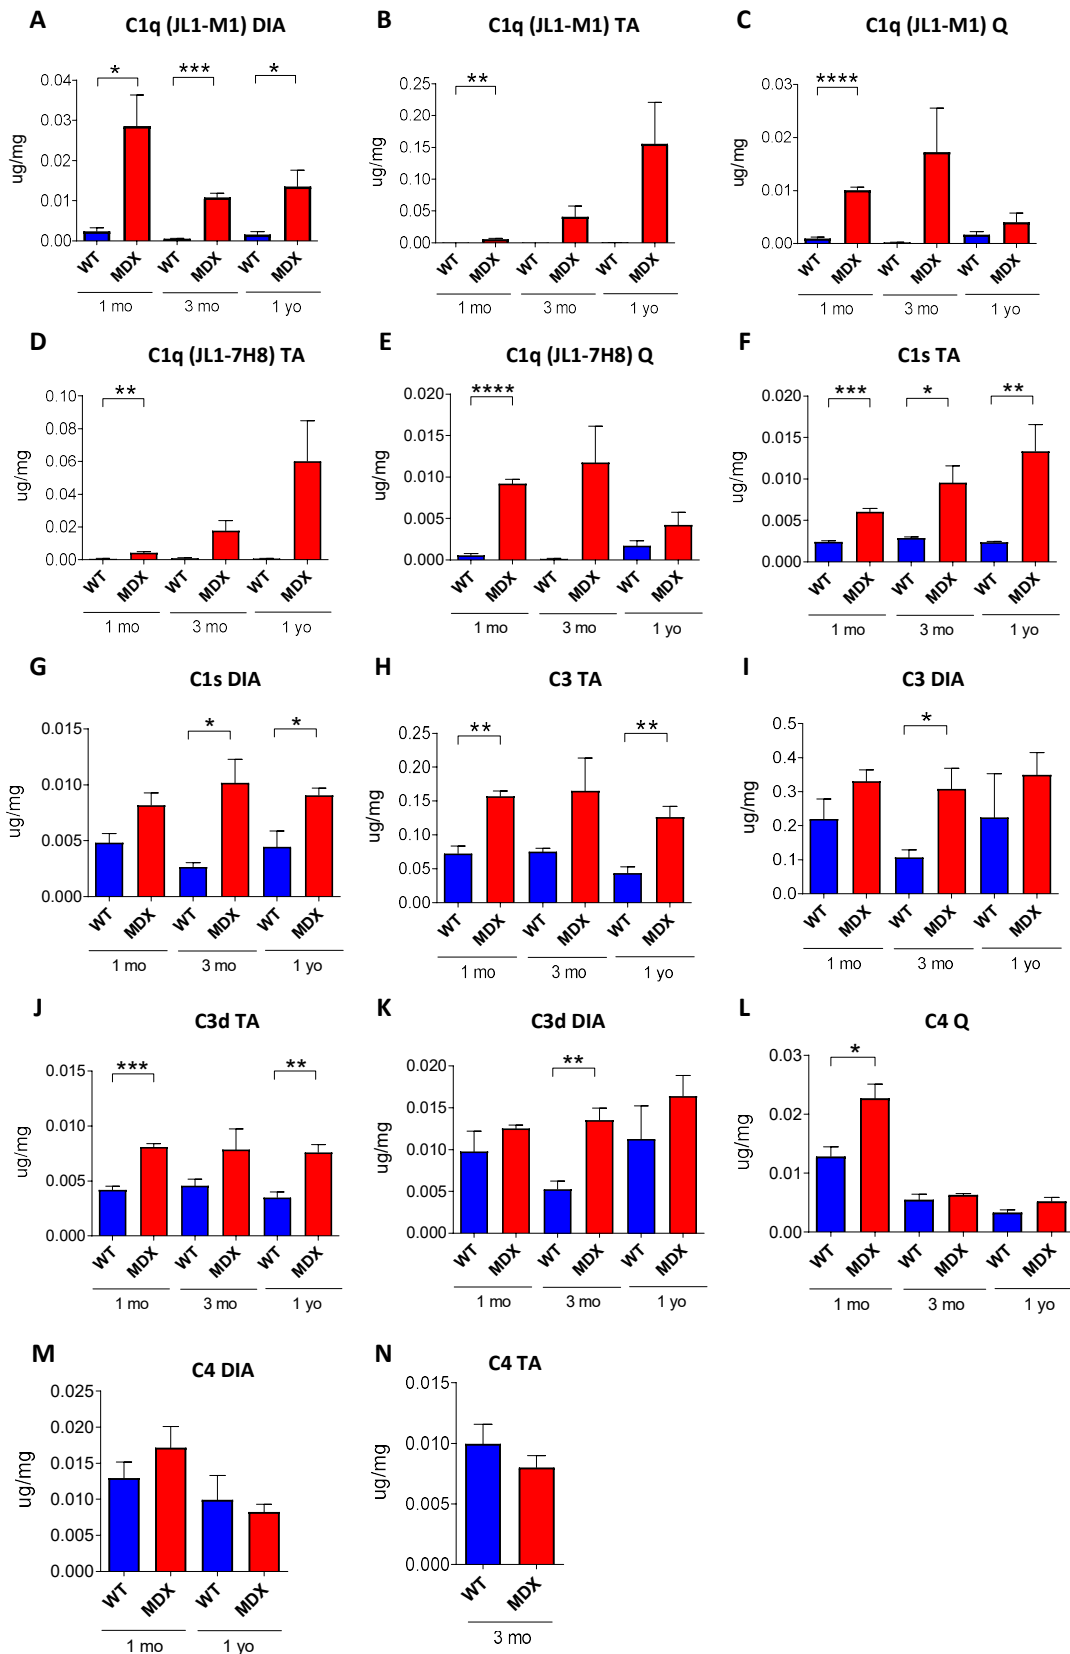 A C1q (JL1-M1) DIA
* *** *
ug/mg
0.04
0.03
0.02
0.01
0.00
WT MDX WT MDX WT MDX
1 mo 3 mo 1 yo
B C1q (JL1-M1) TA
**
ug/mg
0.25
0.20
0.15
0.10
0.05
0.00
WT MDX WT MDX WT MDX
1 mo 3 mo 1 yo
C C1q (JL1-M1) Q
****
ug/mg
0.03
0.02
0.01
0.00
WT MDX WT MDX WT MDX
1 mo 3 mo 1 yo
D C1q (JL1-7H8) TA
**
ug/mg
0.10
0.08
0.06
0.04
0.02
0.00
WT MDX WT MDX WT MDX
1 mo 3 mo 1 yo
E C1q (JL1-7H8) Q
****
ug/mg
0.020
0.015
0.010
0.005
0.000
WT MDX WT MDX WT MDX
1 mo 3 mo 1 yo
F C1s TA
*** * **
ug/mg
0.020
0.015
0.010
0.005
0.000
WT MDX WT MDX WT MDX
1 mo 3 mo 1 yo
G C1s DIA
* *
ug/mg
0.015
0.010
0.005
0.000
WT MDX WT MDX WT MDX
1 mo 3 mo 1 yo
H C3 TA
** **
ug/mg
0.25
0.20
0.15
0.10
0.05
0.00
WT MDX WT MDX WT MDX
1 mo 3 mo 1 yo
I C3 DIA
*
ug/mg
0.5
0.4
0.3
0.2
0.1
0.0
WT MDX WT MDX WT MDX
1 mo 3 mo 1 yo
J C3d TA
*** **
ug/mg
0.015
0.010
0.005
0.000
WT MDX WT MDX WT MDX
1 mo 3 mo 1 yo
K C3d DIA
**
ug/mg
0.020
0.015
0.010
0.005
0.000
WT MDX WT MDX WT MDX
1 mo 3 mo 1 yo
L C4 Q
*
ug/mg
0.03
0.02
0.01
0.00
WT MDX WT MDX WT MDX
1 mo 3 mo 1 yo
M C4 DIA
ug/mg
0.025
0.020
0.015
0.010
0.005
0.000
WT MDX WT MDX
1 mo 1 yo
N C4 TA
ug/mg
0.015
0.010
0.005
0.000
WT MDX
3 mo